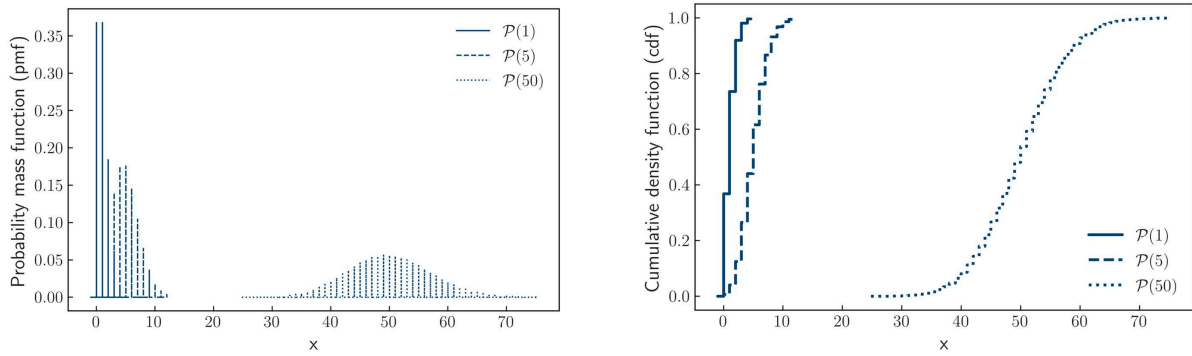 Probability mass function (pmf)
0.35
0.30
0.25
0.20
0.15
0.10
0.05
0.00
𝒫(1)
𝒫(5)
𝒫(50)
0 10 20 30 40 50 60 70
x
Cumulative density function (cdf)
1.0
0.8
0.6
0.4
0.2
0.0
𝒫(1)
𝒫(5)
𝒫(50)
0 10 20 30 40 50 60 70
x